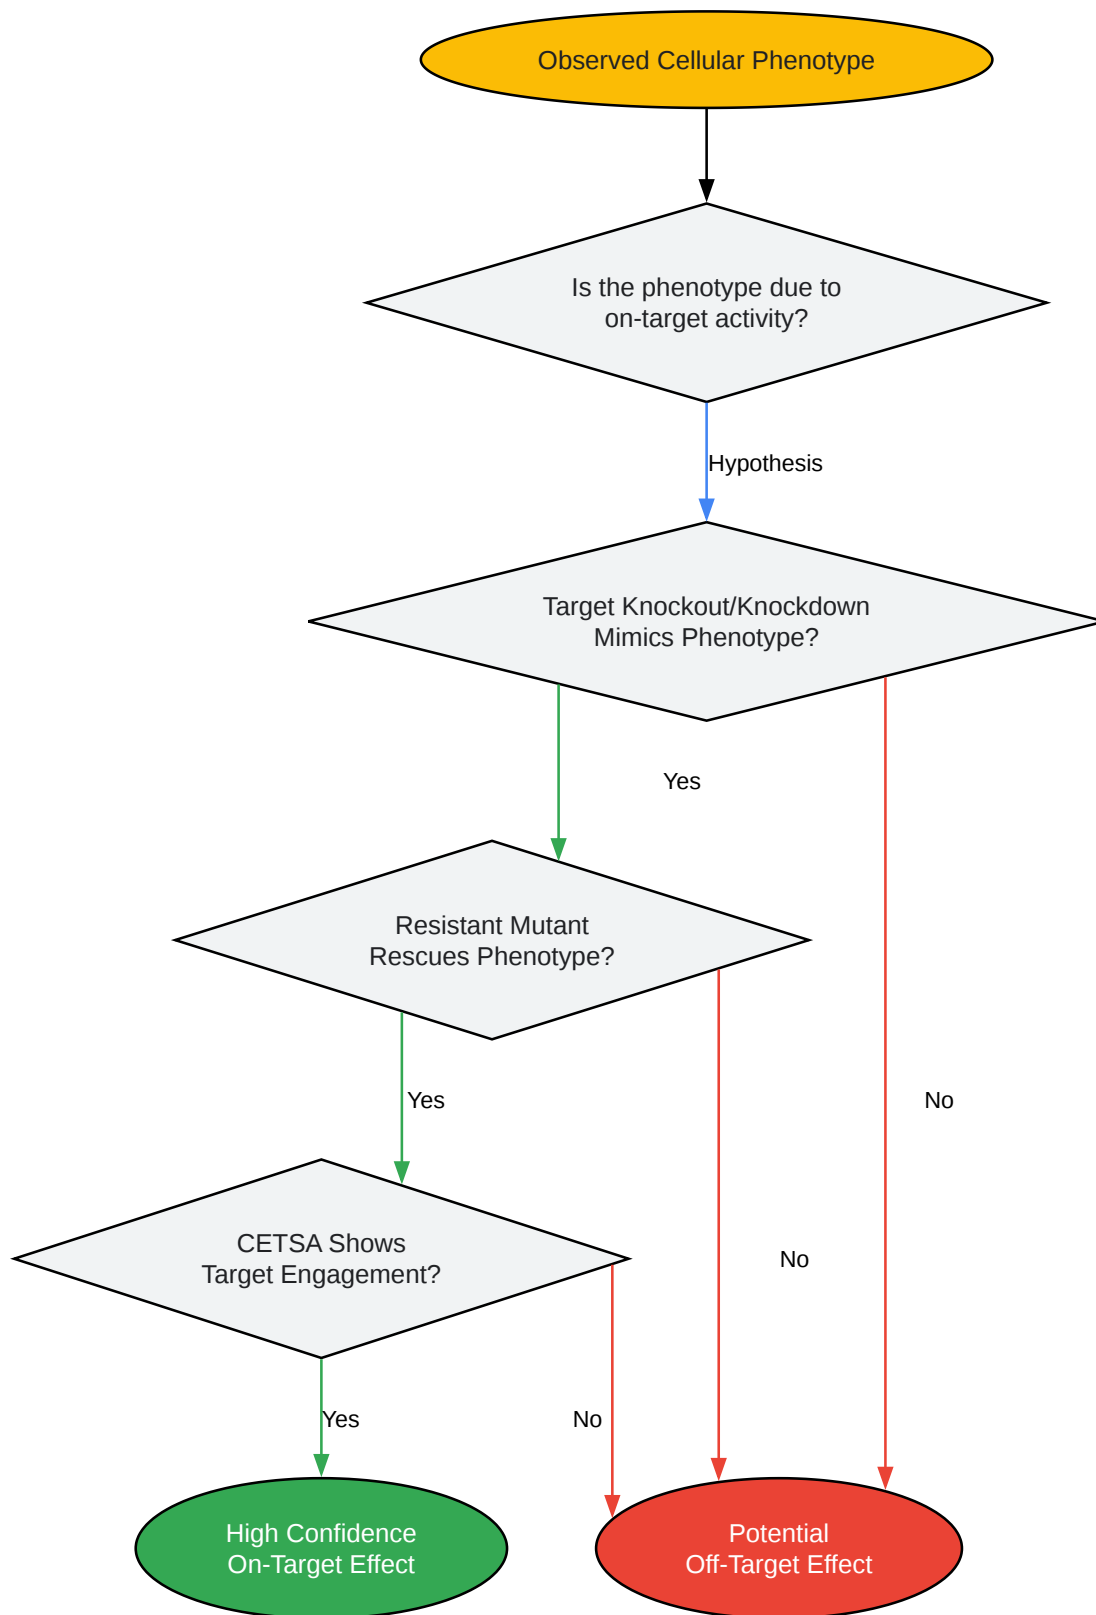 Observed Cellular Phenotype
Is the phenotype due to
on-target activity?
Hypothesis
Target Knockout/Knockdown
Mimics Phenotype?
Yes
Resistant Mutant
Rescues Phenotype?
Yes
No
CETSA Shows
Target Engagement?
No
Yes
No
High Confidence
On-Target Effect
Potential
Off-Target Effect